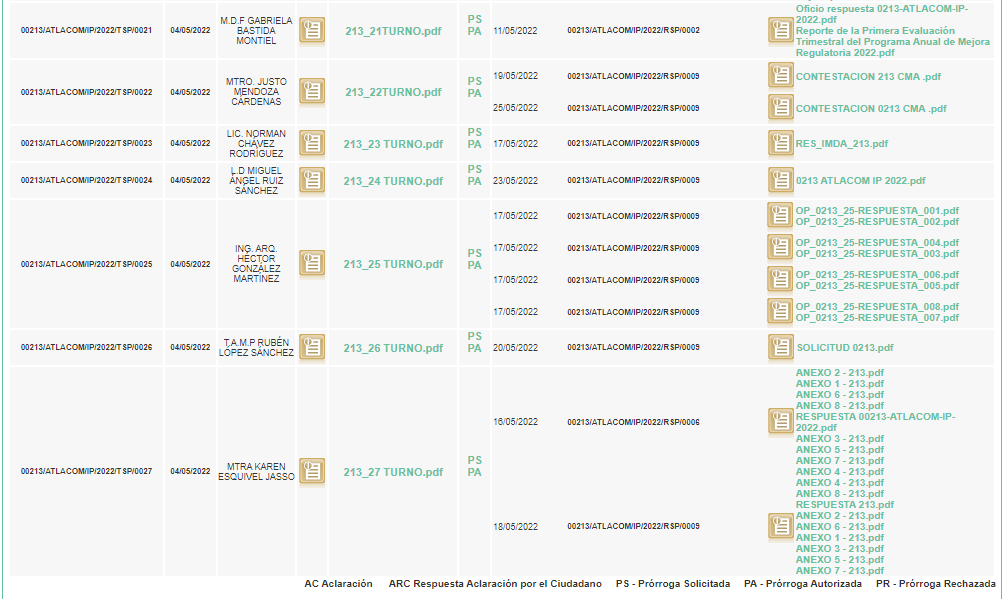 Oficio respuesta 0213-ATLACOM-IP-
2022.pdf
Reporte de la Primera Evaluación
Trimestral del Programa Anual de Mejora
Regulatoria 2022.pdf
00213/ATLACOM/IP/2022/TSP/0021 04/05/2022 M.D.F GABRIELA BASTIDA MONTIEL 213_21TURNO.pdf PS PA 11/05/2022 00213/ATLACOM/IP/2022/RSP/0002
00213/ATLACOM/IP/2022/TSP/0022 04/05/2022 MTRO. JUSTO MENDOZA CÁRDENAS 213_22TURNO.pdf PS PA
19/05/2022 00213/ATLACOM/IP/2022/RSP/0009 CONTESTACION 213 CMA .pdf
25/05/2022 00213/ATLACOM/IP/2022/RSP/0009 CONTESTACION 0213 CMA .pdf
00213/ATLACOM/IP/2022/TSP/0023 04/05/2022 LIC. NORMAN CHÁVEZ RODRÍGUEZ 213_23 TURNO.pdf PS PA 17/05/2022 00213/ATLACOM/IP/2022/RSP/0009 RES_IMDA_213.pdf
00213/ATLACOM/IP/2022/TSP/0024 04/05/2022 L.D MIGUEL ÁNGEL RUIZ SÁNCHEZ 213_24 TURNO.pdf PS PA 23/05/2022 00213/ATLACOM/IP/2022/RSP/0009 0213 ATLACOM IP 2022.pdf
00213/ATLACOM/IP/2022/TSP/0025 04/05/2022 ING. ARQ. HÉCTOR GONZÁLEZ MARTÍNEZ 213_25 TURNO.pdf PS PA
17/05/2022 00213/ATLACOM/IP/2022/RSP/0009 OP_0213_25-RESPUESTA_001.pdf
OP_0213_25-RESPUESTA_002.pdf
17/05/2022 00213/ATLACOM/IP/2022/RSP/0009 OP_0213_25-RESPUESTA_004.pdf
OP_0213_25-RESPUESTA_003.pdf
17/05/2022 00213/ATLACOM/IP/2022/RSP/0009 OP_0213_25-RESPUESTA_006.pdf
OP_0213_25-RESPUESTA_005.pdf
17/05/2022 00213/ATLACOM/IP/2022/RSP/0009 OP_0213_25-RESPUESTA_008.pdf
OP_0213_25-RESPUESTA_007.pdf
00213/ATLACOM/IP/2022/TSP/0026 04/05/2022 T.A.M.P RUBÉN LÓPEZ SÁNCHEZ 213_26 TURNO.pdf PS PA 20/05/2022 00213/ATLACOM/IP/2022/RSP/0009 SOLICITUD 0213.pdf
00213/ATLACOM/IP/2022/TSP/0027 04/05/2022 MTRA KAREN ESQUIVEL JASSO 213_27 TURNO.pdf PS PA
16/05/2022 00213/ATLACOM/IP/2022/RSP/0006
ANEXO 2 - 213.pdf
ANEXO 1 - 213.pdf
ANEXO 6 - 213.pdf
ANEXO 8 - 213.pdf
RESPUESTA 00213-ATLACOM-IP-
2022.pdf
ANEXO 3 - 213.pdf
ANEXO 5 - 213.pdf
ANEXO 7 - 213.pdf
ANEXO 4 - 213.pdf
18/05/2022 00213/ATLACOM/IP/2022/RSP/0009
ANEXO 4 - 213.pdf
ANEXO 8 - 213.pdf
RESPUESTA 213.pdf
ANEXO 2 - 213.pdf
ANEXO 6 - 213.pdf
ANEXO 1 - 213.pdf
ANEXO 3 - 213.pdf
ANEXO 5 - 213.pdf
ANEXO 7 - 213.pdf
AC Aclaración ARC Respuesta Aclaración por el Ciudadano PS - Prórroga Solicitada PA - Prórroga Autorizada PR - Prórroga Rechazada